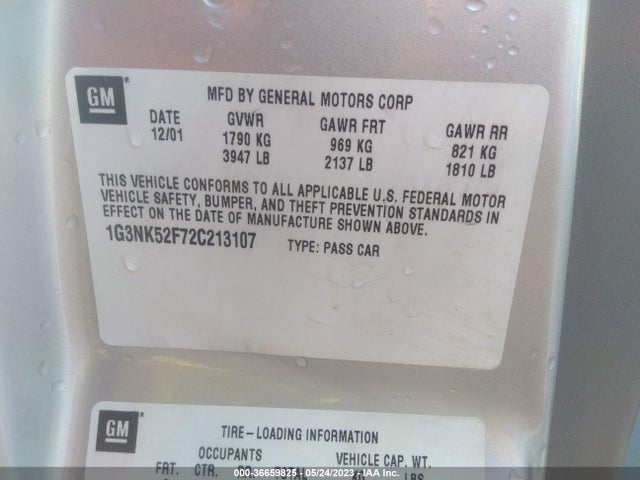 GM
MFD BY GENERAL MOTORS CORP
DATE GVWR GAWR FRT GAWR RR
12/01 1790 KG 969 KG 821 KG
3947 LB 2137 LB 1810 LB
THIS VEHICLE CONFORMS TO ALL APPLICABLE U.S. FEDERAL MOTOR
VEHICLE SAFETY, BUMPER, AND THEFT PREVENTION STANDARDS IN
EFFECT ON THE DATE OF MANUFACTURE SHOWN ABOVE.
1G3NK52F72C213107 TYPE: PASS CAR
GM
TIRE-LOADING INFORMATION
OCCUPANTS VEHICLE CAP. WT.
FRT. CTR. LBS
000-36659825 - 05/24/2023 - IAA Inc.